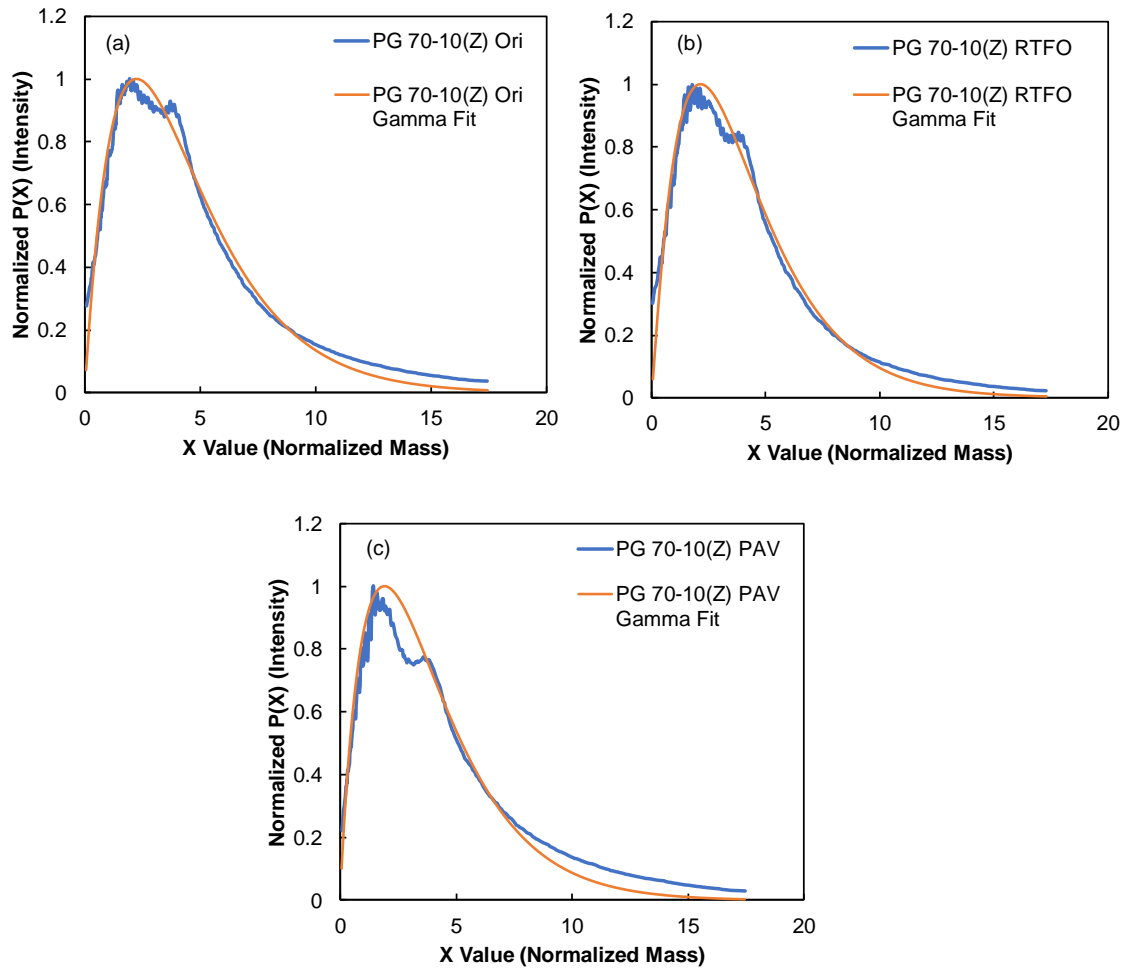 (a)
PG 70-10(Z) Ori
PG 70-10(Z) Ori
Gamma Fit
Normalized P(X) (Intensity)
1.2
1
0.8
0.6
0.4
0.2
0
0 5 10 15 20
X Value (Normalized Mass)
(b)
PG 70-10(Z) RTFO
PG 70-10(Z) RTFO
Gamma Fit
Normalized P(X) (Intensity)
1.2
1
0.8
0.6
0.4
0.2
0
0 5 10 15 20
X Value (Normalized Mass)
(c)
PG 70-10(Z) PAV
PG 70-10(Z) PAV
Gamma Fit
Normalized P(X) (Intensity)
1.2
1
0.8
0.6
0.4
0.2
0
0 5 10 15 20
X Value (Normalized Mass)